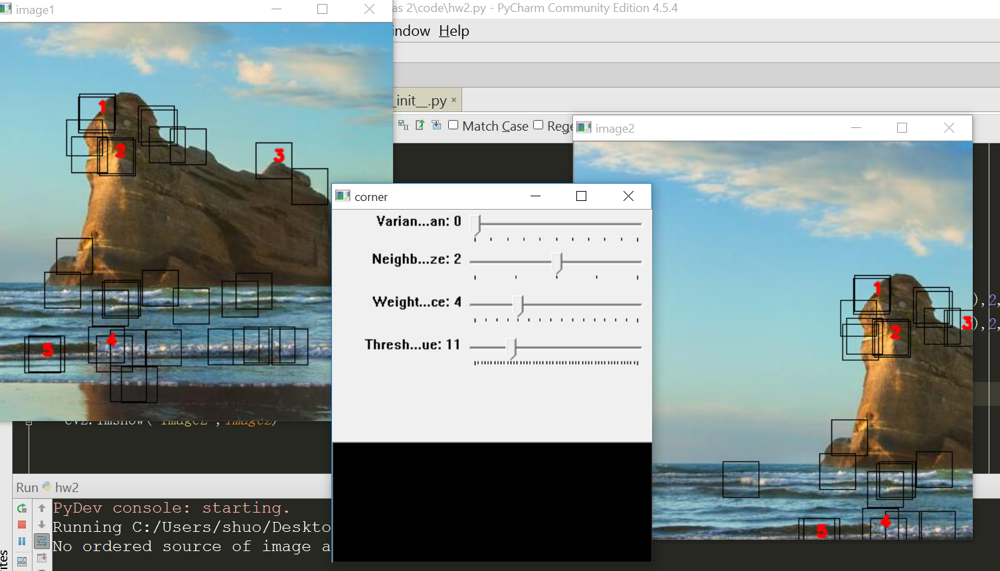 image1
as 2\code\hw2.py - PyCharm Community Edition 4.5.4
indow Help
_init__.py ×
Match Case Rege
image2
1
2
3
4
5
corner
Varian...an: 0
Neighb...ze: 2
Weight...ce: 4
Thresh...ue: 11
1
2
3
4
5
),2,
),2,
cv2.imshow('image2',image2)
Run hw2
PyDev console: starting.
Running C:/Users/shuo/Deskto
No ordered source of image a
ites